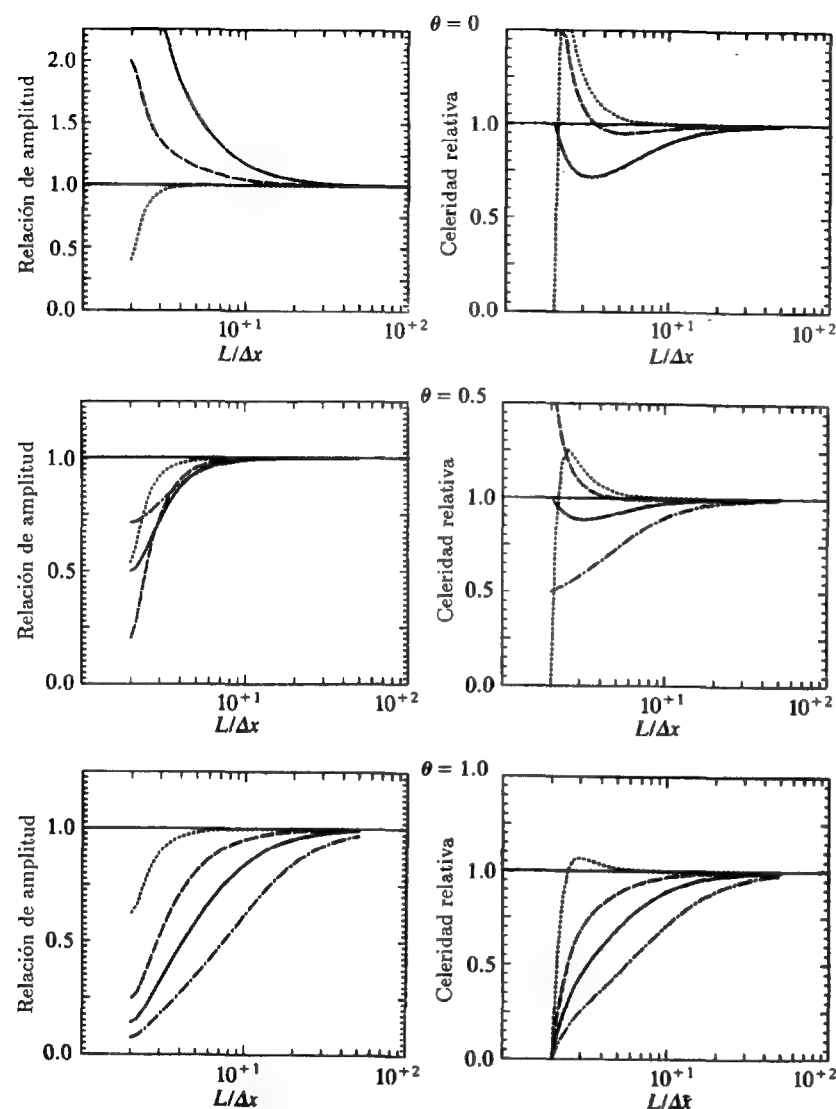 θ = 0
Relación de amplitud
2.0
1.5
1.0
0.5
0.0
10⁺¹
10⁺²
L/Δx
Celeridad relativa
1.0
0.5
0.0
10⁺¹
10⁺²
L/Δx
θ = 0.5
Relación de amplitud
1.0
0.5
0.0
10⁺¹
10⁺²
L/Δx
Celeridad relativa
1.0
0.5
0.0
10⁺¹
10⁺²
L/Δx
θ = 1.0
Relación de amplitud
1.0
0.5
0.0
10⁺¹
10⁺²
L/Δx
Celeridad relativa
1.0
0.5
0.0
10⁺¹
10⁺²
L/Δx